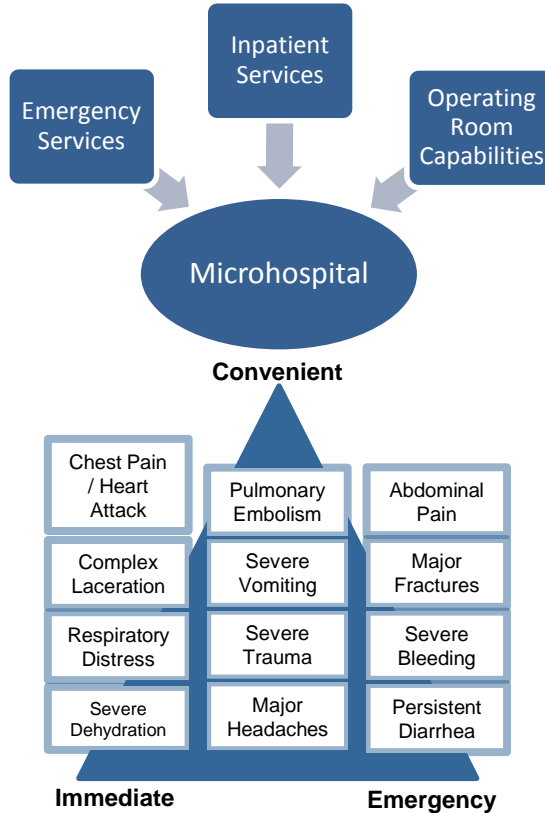 Inpatient
Services
Emergency
Services
Operating
Room
Capabilities
Microhospital
Convenient
Chest Pain
/ Heart
Attack
Pulmonary
Embolism
Abdominal
Pain
Complex
Laceration
Severe
Vomiting
Major
Fractures
Respiratory
Distress
Severe
Trauma
Severe
Bleeding
Severe
Dehydration
Major
Headaches
Persistent
Diarrhea
Immediate
Emergency